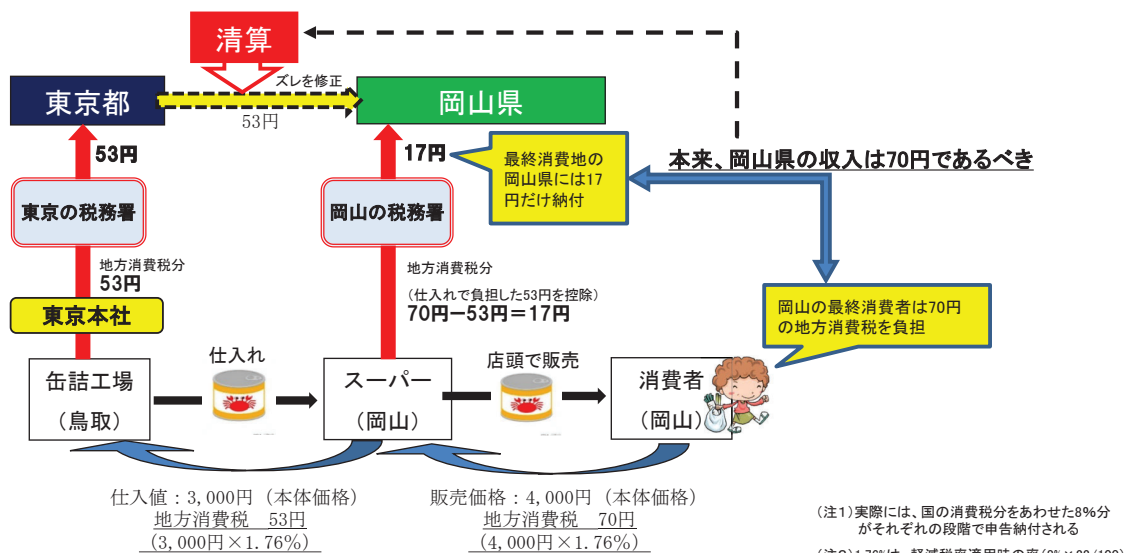 清算
ズレを修正
東京都
岡山県
53円
53円
17円
最終消費地の
岡山県には17
円だけ納付
本来、岡山県の収入は70円であるべき
東京の税務署
岡山の税務署
地方消費税分
53円
地方消費税分
(仕入れで負担した53円を控除)
70円-53円=17円
東京本社
岡山の最終消費者は70円
の地方消費税を負担
仕入れ
店頭で販売
缶詰工場
(鳥取)
スーパー
(岡山)
消費者
(岡山)
仕入値:3,000円(本体価格)
地方消費税 53円
(3,000円×1.76%)
販売価格:4,000円(本体価格)
地方消費税 70円
(4,000円×1.76%)
(注1)実際には、国の消費税分をあわせた8%分
がそれぞれの段階で申告納付される